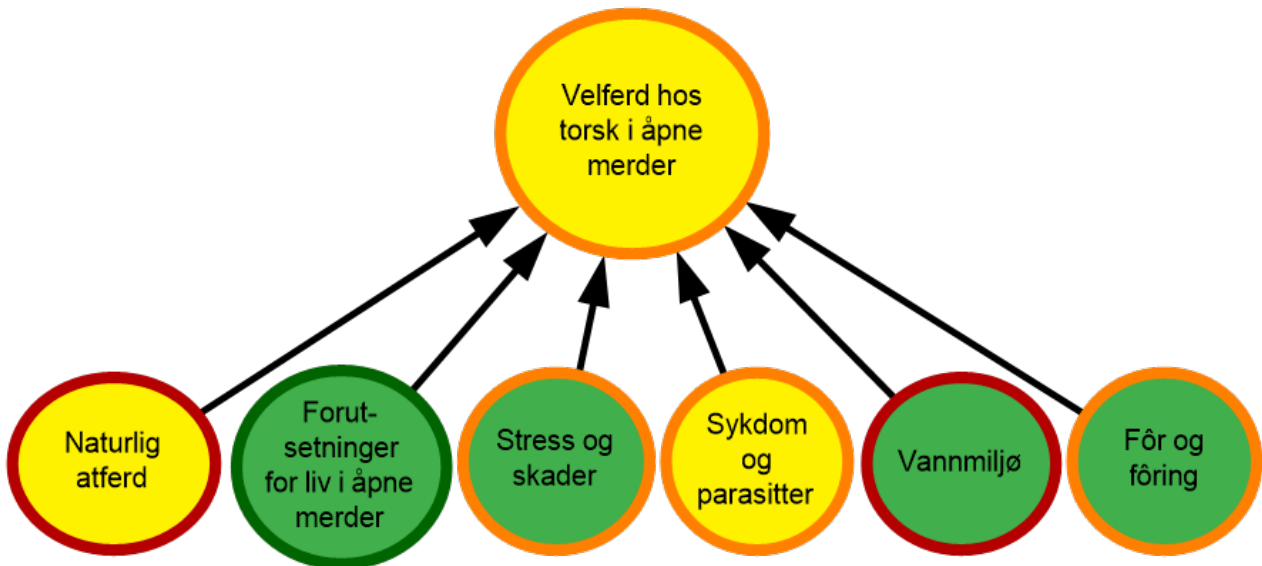 Velferd hos
torsk i åpne
merder
Naturlig
atferd
Forut-
setninger
for liv i åpne
merder
Stress og
skader
Sykdom
og
parasitter
Vannmiljø
Fôr og
fôring